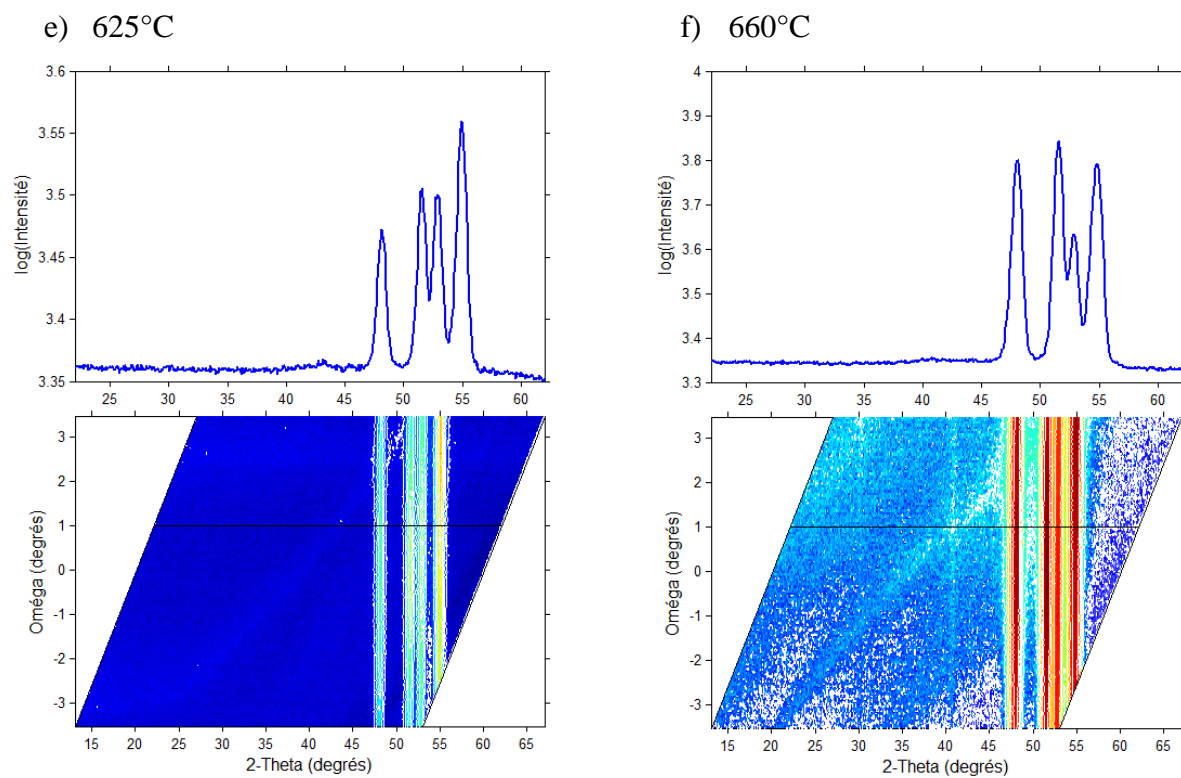 e) 625°C
3.6
3.55
3.5
3.45
3.4
3.35
log(Intensité)
25 30 35 40 45 50 55 60
3
2
1
0
-1
-2
-3
Oméga (degrés)
15 20 25 30 35 40 45 50 55 60 65
2-Theta (degrés)
f) 660°C
4
3.9
3.8
3.7
3.6
3.5
3.4
3.3
log(Intensité)
25 30 35 40 45 50 55 60
3
2
1
0
-1
-2
-3
Oméga (degrés)
15 20 25 30 35 40 45 51 55 61 65
2-Theta (degrés)